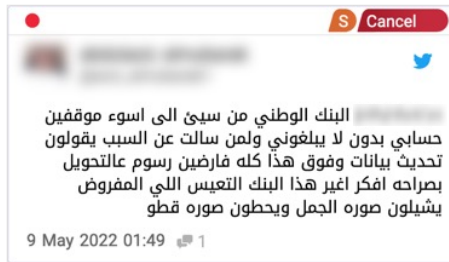 S Cancel
البنك الوطني من سيئ الى اسوء موقفين
حسابي بدون لا يبلغوني ولمن سالت عن السبب يقولون
تحديث بيانات وفوق هذا كله فارضين رسوم عالتحويل
بصراحه افكر اغير هذا البنك التعيس اللي المفروض
يشيلون صوره الجمل ويحطون صوره قطو
9 May 2022 01:49 1